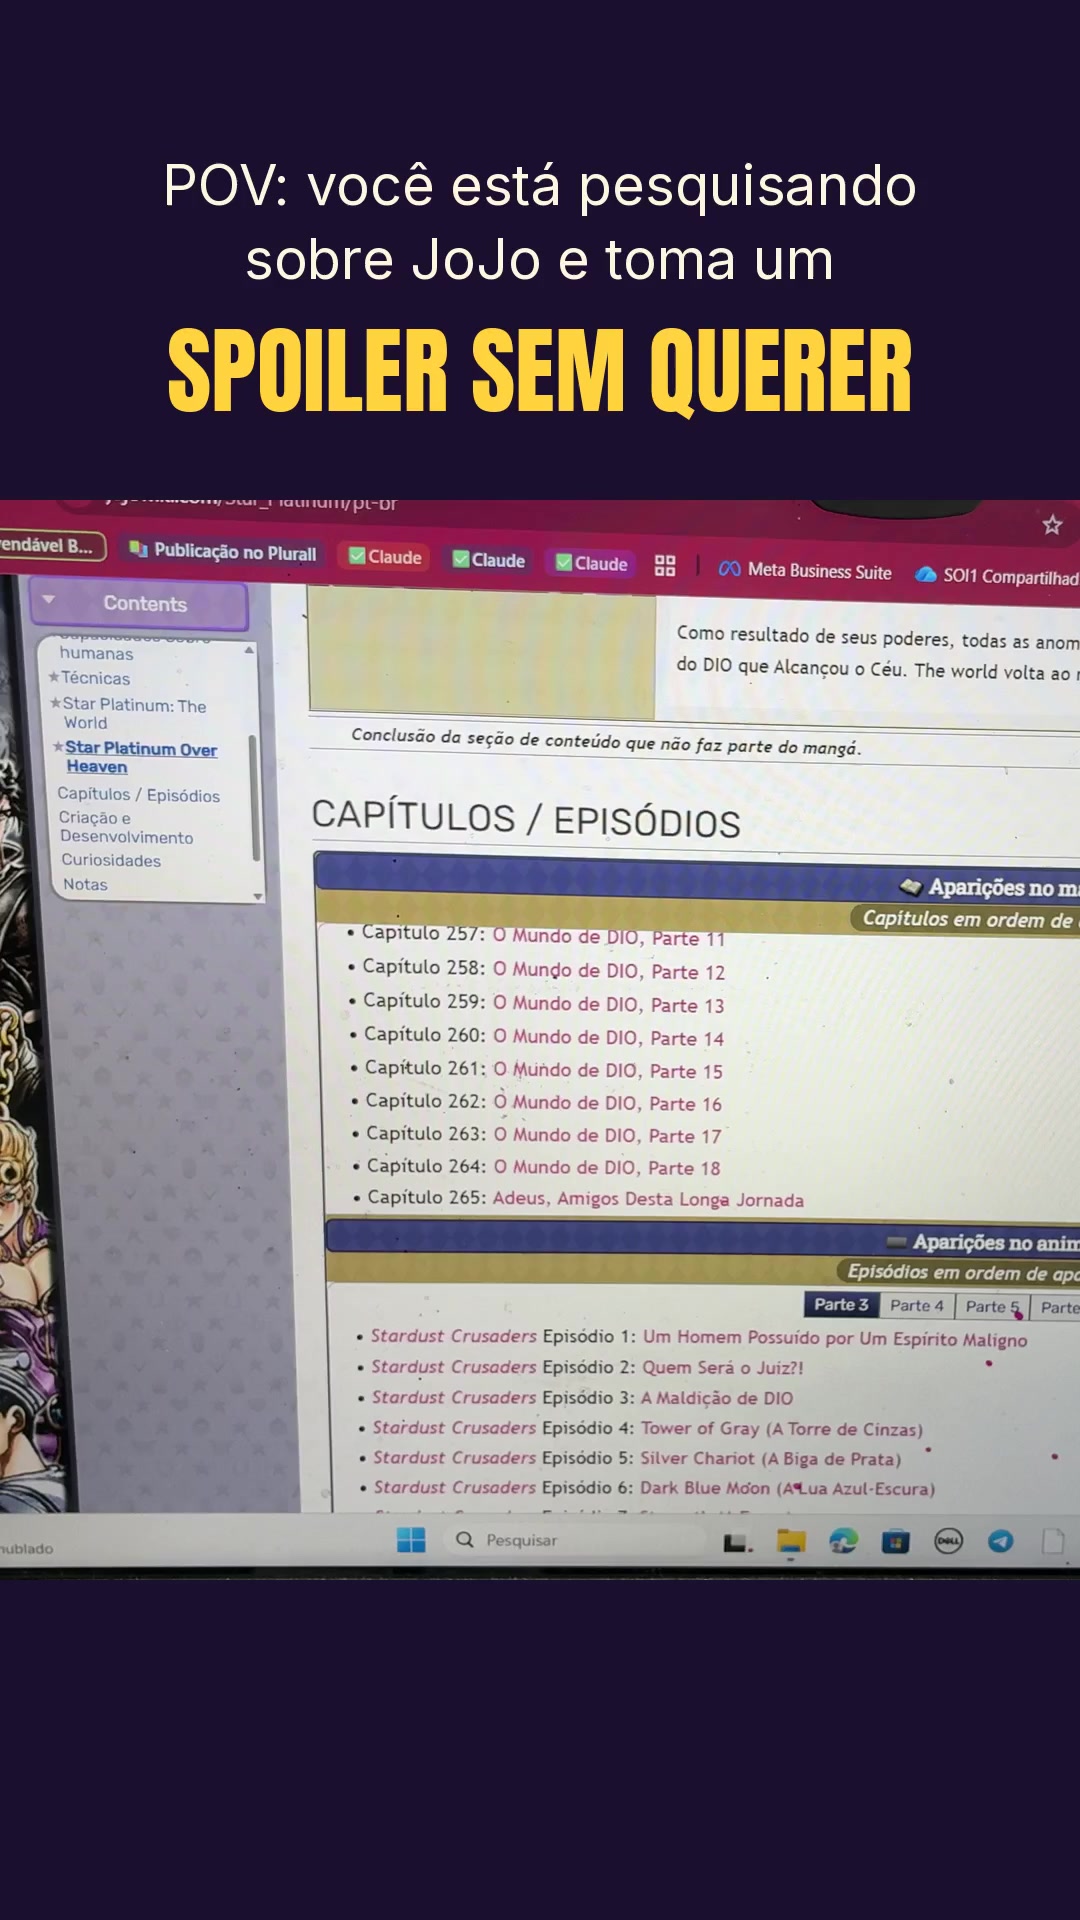 POV: você está pesquisando
sobre JoJo e toma um
SPOILER SEM QUERER
Publicação no Plurall
Claude
Claude
Claude
Meta Business Suite
SOI1 Compartilhad
Contents
humanas
Técnicas
Star Platinum: The
World
Star Platinum Over
Heaven
Capítulos / Episódios
Criação e
Desenvolvimento
Curiosidades
Notas
Como resultado de seus poderes, todas as anom
do DIO que Alcançou o Céu. The world volta ao
Conclusão da seção de conteúdo que não faz parte do mangá.
CAPÍTULOS / EPISÓDIOS
Aparições no ma
Capítulos em ordem de
• Capítulo 257: O Mundo de DIO, Parte 11
• Capítulo 258: O Mundo de DIO, Parte 12
• Capítulo 259: O Mundo de DIO, Parte 13
• Capítulo 260: O Mundo de DIO, Parte 14
• Capítulo 261: O Mundo de DIO, Parte 15
• Capítulo 262: O Mundo de DIO, Parte 16
• Capítulo 263: O Mundo de DIO, Parte 17
• Capítulo 264: O Mundo de DIO, Parte 18
• Capítulo 265: Adeus, Amigos Desta Longa Jornada
Aparições no anim
Episódios em ordem de apa
Parte 3 Parte 4 Parte 5 Parte
• Stardust Crusaders Episódio 1: Um Homem Possuído por Um Espírito Maligno
• Stardust Crusaders Episódio 2: Quem Será o Juiz?!
• Stardust Crusaders Episódio 3: A Maldição de DIO
• Stardust Crusaders Episódio 4: Tower of Gray (A Torre de Cinzas)
• Stardust Crusaders Episódio 5: Silver Chariot (A Biga de Prata)
• Stardust Crusaders Episódio 6: Dark Blue Moon (A Lua Azul-Escura)
nublado
Pesquisar
DELL